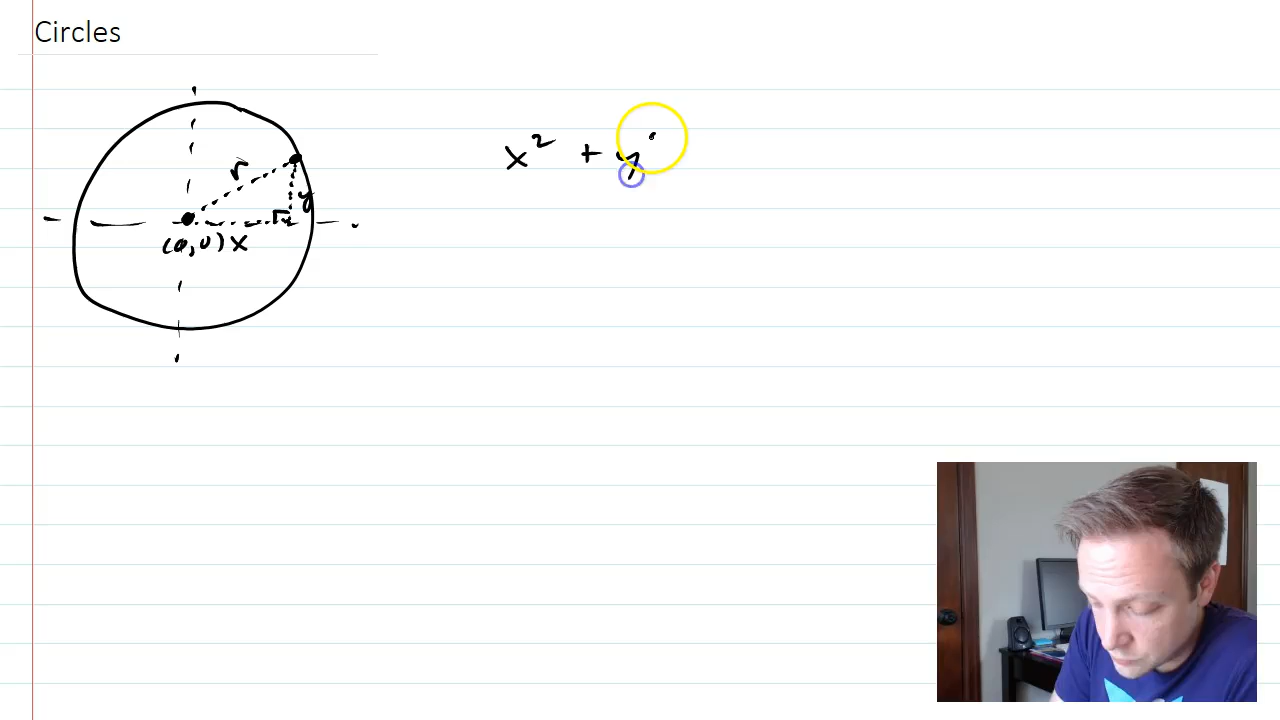 Circles
x² + y
r
y
(0,0) x